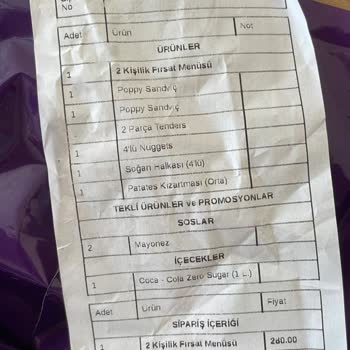 No
Adet Ürün Not
ÜRÜNLER
1 2 Kişilik Fırsat Menüsü
1 Poppy Sandviç
1 Poppy Sandviç
1 2 Parça Tenders
1 4'lü Nuggets
1 Soğan Halkası (4'lü)
1 Patates Kızartması (Orta)
TEKLİ ÜRÜNLER ve PROMOSYONLAR
SOSLAR
2 Mayonez
İÇECEKLER
1 Coca - Cola Zero Sugar (1 L.)
Adet Ürün Fiyat
SİPARİŞ İÇERİĞİ
1 2 Kişilik Fırsat Menüsü 280.00